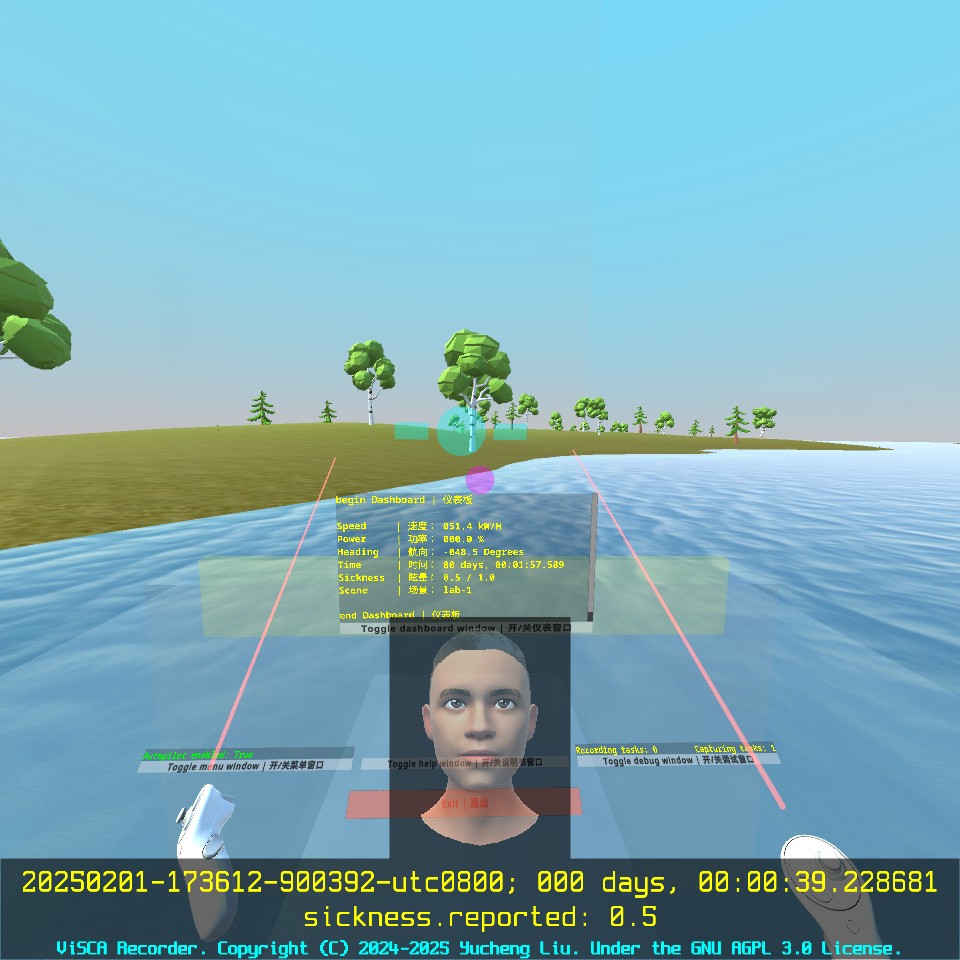 begin Dashboard | 仪表板
Speed | 速度: 051.4 kM/H
Power | 功率: 000.0 %
Heading | 航向: -048.5 Degrees
Time | 时间: 00 days, 00:01:57.589
Sickness | 眩晕: 0.5 / 1.0
Scene | 场景: lab-1
end Dashboard | 仪表板
Toggle dashboard window | 开/关仪表窗口
Autopilot enabled: True
Toggle menu window | 开/关菜单窗口
Toggle help window | 开/关说明书窗口
Recording tasks: 0 Capturing tasks: 1
Toggle debug window | 开/关调试窗口
Exit | 退出
20250201-173612-900392-utc0800; 000 days, 00:00:39.228681
sickness.reported: 0.5
ViSCA Recorder. Copyright (C) 2024-2025 Yucheng Liu. Under the GNU AGPL 3.0 License.